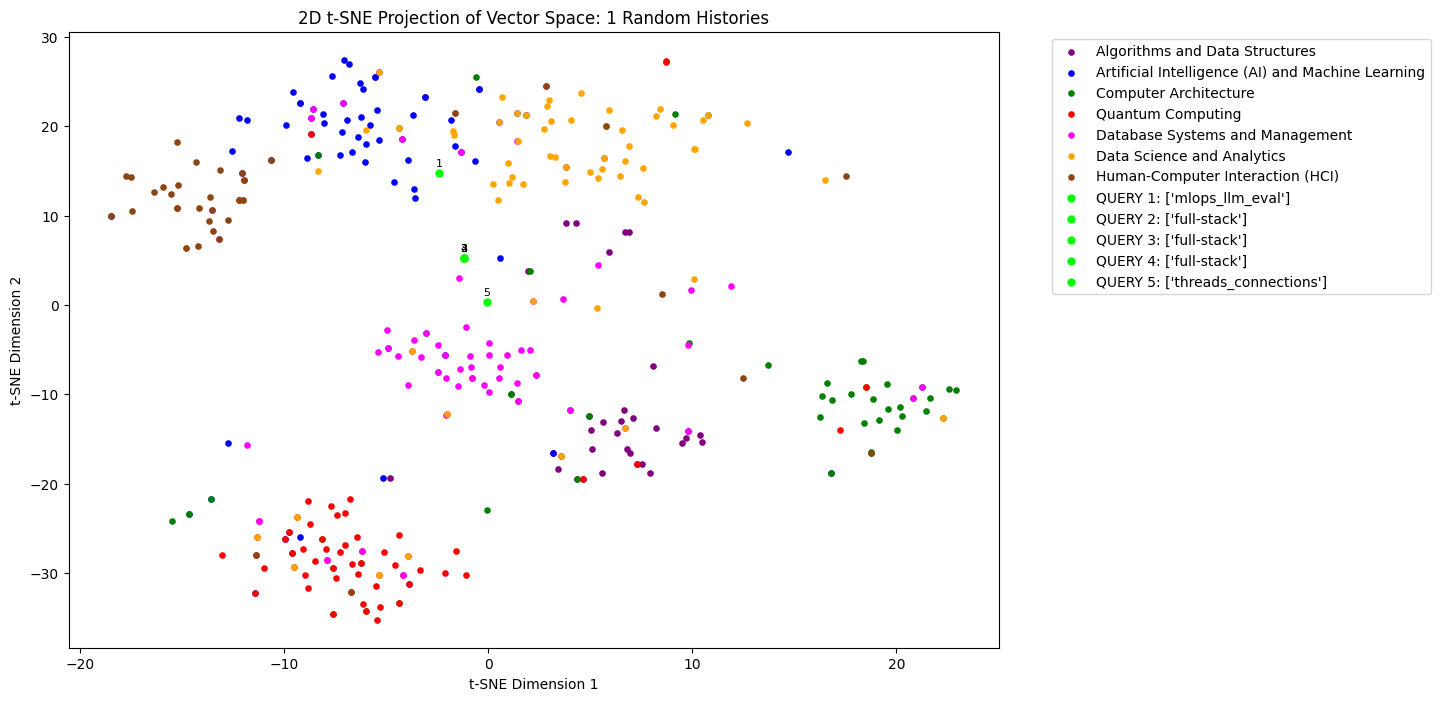 2D t-SNE Projection of Vector Space: 1 Random Histories
30
20
10
0
−10
−20
−30
t-SNE Dimension 2
−20
−10
0
10
20
t-SNE Dimension 1
1
5
Algorithms and Data Structures
Artificial Intelligence (AI) and Machine Learning
Computer Architecture
Quantum Computing
Database Systems and Management
Data Science and Analytics
Human-Computer Interaction (HCI)
QUERY 1: ['mlops_llm_eval']
QUERY 2: ['full-stack']
QUERY 3: ['full-stack']
QUERY 4: ['full-stack']
QUERY 5: ['threads_connections']